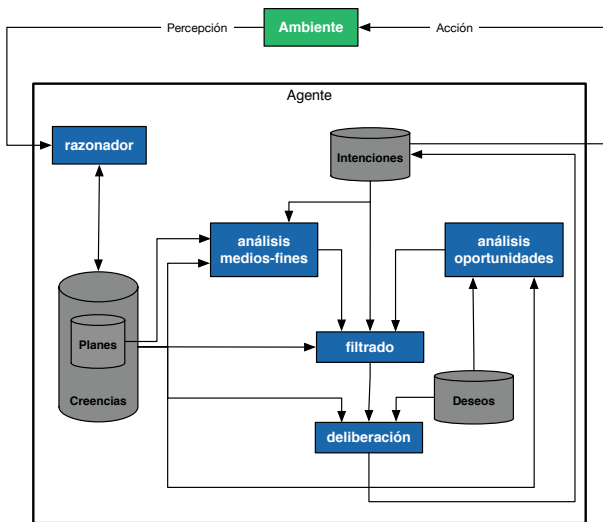 Percepción
Ambiente
Acción
Agente
razonador
Intenciones
análisis
medios-fines
análisis
oportunidades
Planes
filtrado
Creencias
Deseos
deliberación